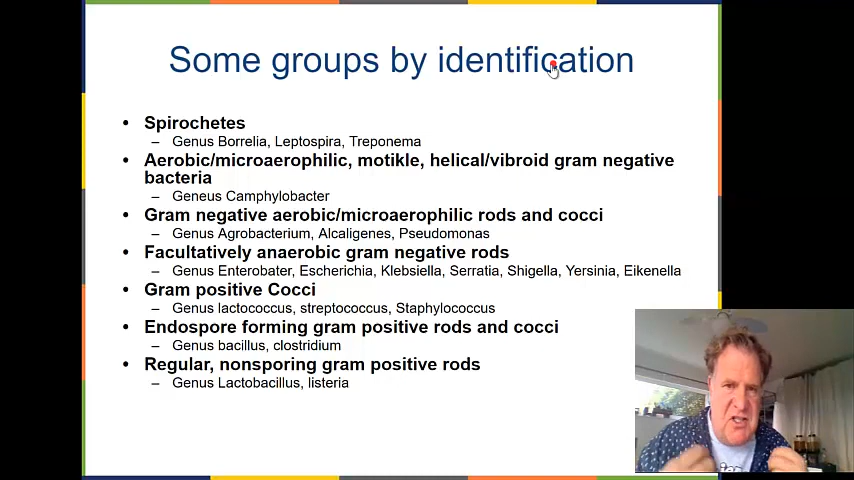 Some groups by identification
• Spirochetes
– Genus Borrelia, Leptospira, Treponema
• Aerobic/microaerophilic, motikle, helical/vibroid gram negative
bacteria
– Geneus Camphylobacter
• Gram negative aerobic/microaerophilic rods and cocci
– Genus Agrobacterium, Alcaligenes, Pseudomonas
• Facultatively anaerobic gram negative rods
– Genus Enterobater, Escherichia, Klebsiella, Serratia, Shigella, Yersinia, Eikenella
• Gram positive Cocci
– Genus lactococcus, streptococcus, Staphylococcus
• Endospore forming gram positive rods and cocci
– Genus bacillus, clostridium
• Regular, nonsporing gram positive rods
– Genus Lactobacillus, listeria